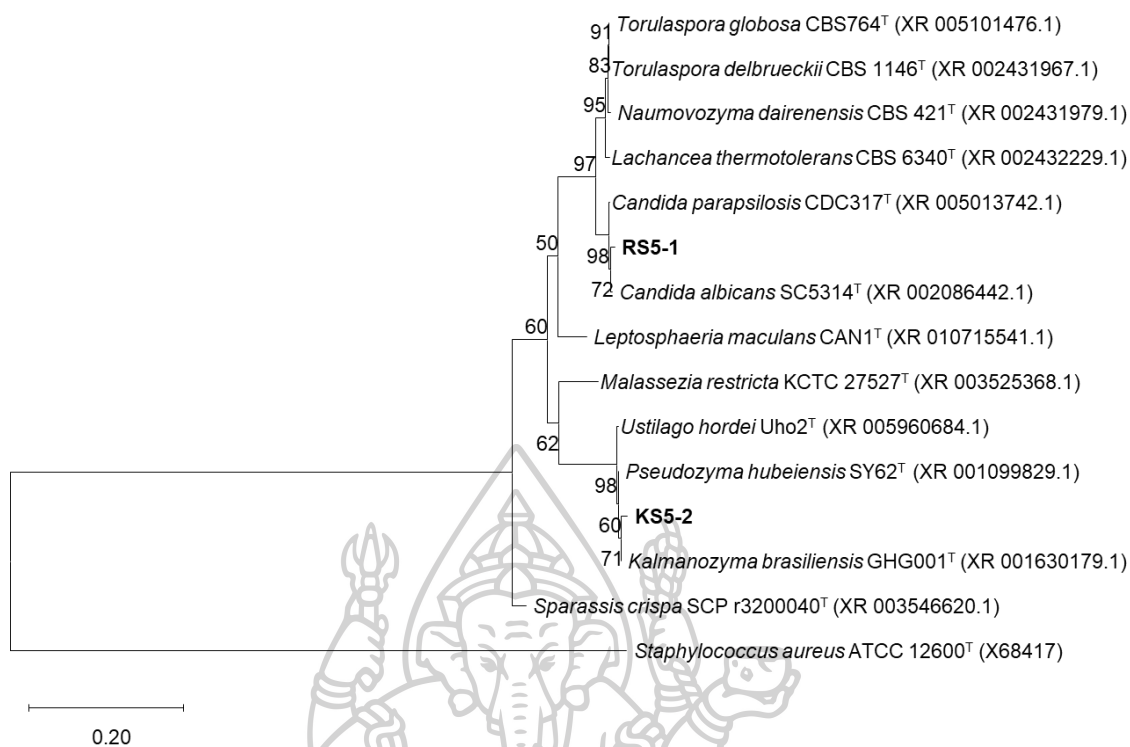 91
Torulaspora globosa CBS764ᵀ (XR 005101476.1)
83
Torulaspora delbrueckii CBS 1146ᵀ (XR 002431967.1)
95
Naumovozyma dairenensis CBS 421ᵀ (XR 002431979.1)
Lachancea thermotolerans CBS 6340ᵀ (XR 002432229.1)
97
Candida parapsilosis CDC317ᵀ (XR 005013742.1)
50
RS5-1
98
72
Candida albicans SC5314ᵀ (XR 002086442.1)
60
Leptosphaeria maculans CAN1ᵀ (XR 010715541.1)
Malassezia restricta KCTC 27527ᵀ (XR 003525368.1)
Ustilago hordei Uho2ᵀ (XR 005960684.1)
62
Pseudozyma hubeiensis SY62ᵀ (XR 001099829.1)
98
KS5-2
60
71
Kalmanozyma brasiliensis GHG001ᵀ (XR 001630179.1)
Sparassis crispa SCP r3200040ᵀ (XR 003546620.1)
Staphylococcus aureus ATCC 12600ᵀ (X68417)
0.20